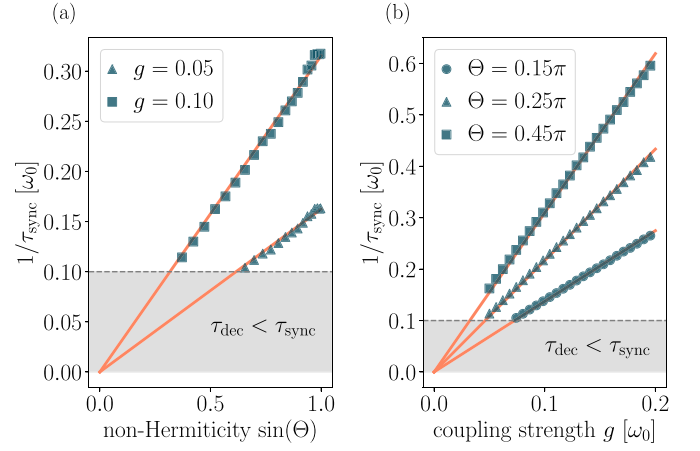 (a)
g = 0.05
g = 0.10
0.30
0.25
0.20
0.15
0.10
0.05
0.00
1/τsync [ω0]
τdec < τsync
0.0
0.5
1.0
non-Hermiticity sin(Θ)
(b)
Θ = 0.15π
Θ = 0.25π
Θ = 0.45π
0.6
0.5
0.4
0.3
0.2
0.1
0.0
1/τsync [ω0]
τdec < τsync
0.0
0.1
0.2
coupling strength g [ω0]